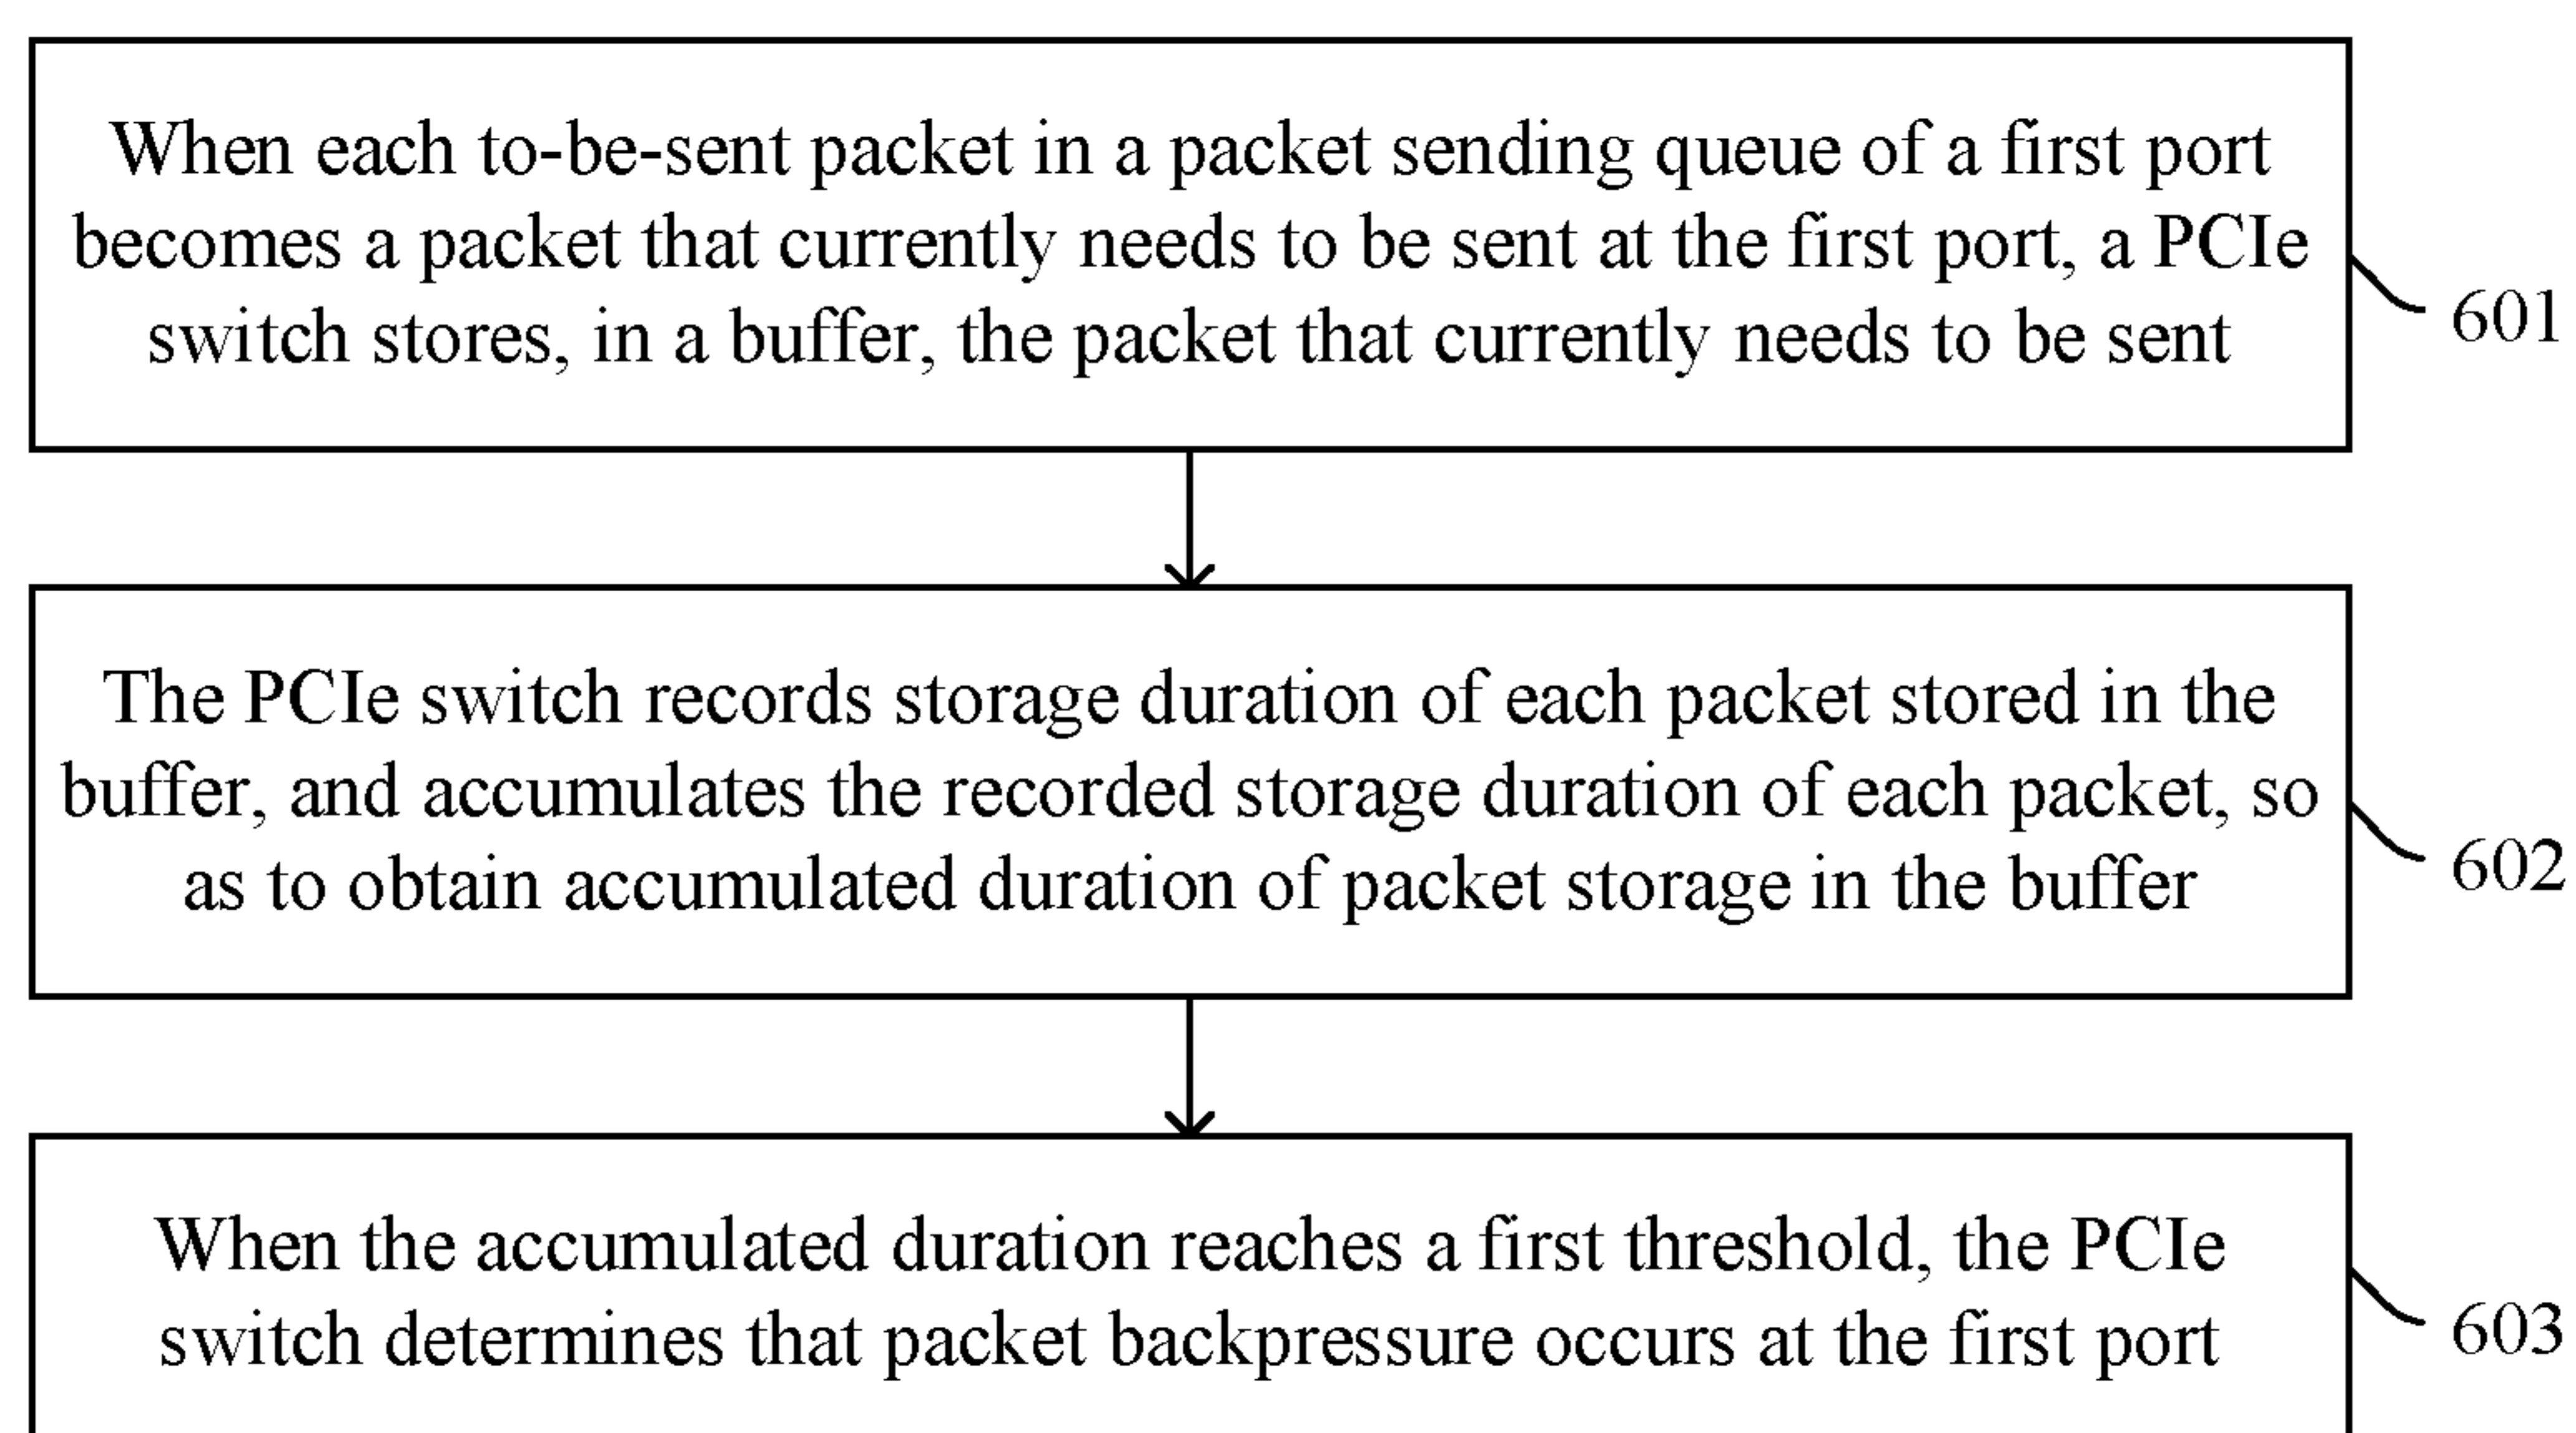 When each to-be-sent packet in a packet sending queue of a first port
becomes a packet that currently needs to be sent at the first port, a PCIe
switch stores, in a buffer, the packet that currently needs to be sent
601
The PCIe switch records storage duration of each packet stored in the
buffer, and accumulates the recorded storage duration of each packet, so
as to obtain accumulated duration of packet storage in the buffer
602
When the accumulated duration reaches a first threshold, the PCIe
switch determines that packet backpressure occurs at the first port
603